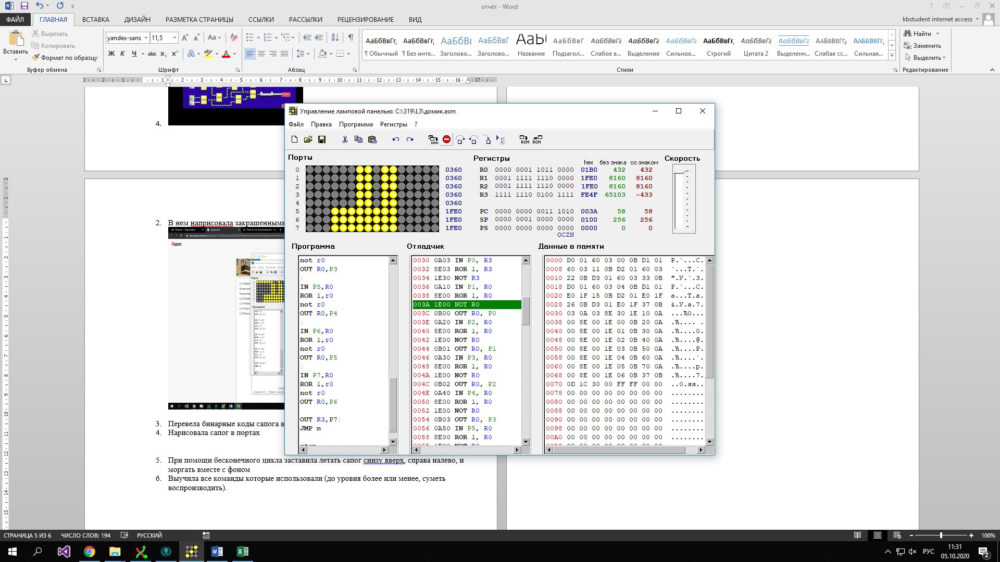 отчёт - Word
ФАЙЛ ГЛАВНАЯ ВСТАВКА ДИЗАЙН РАЗМЕТКА СТРАНИЦЫ ССЫЛКИ РАССЫЛКИ РЕЦЕНЗИРОВАНИЕ ВИД kbstudent internet access
Вставить Вырезать Копировать Формат по образцу
yandex-sans 11,5
АаБбВвГг, АаБбВвГг, АаБбВ АаБбВвГ АаЬ АаБбВвГ АаБбВвГг АаБбВвГг АаБбВвГг АаБбВвГг, АаБбВвГг АаБбВвГг АаБбВвГг, АаБбВвГг,
¶ Обычный ¶ Без инте... Заголово... Заголово... Название Подзагол... Слабое в... Выделение Сильное... Строгий Цитата 2 Выделенн... Слабая сс... Сильная...
Найти
Заменить
Выделить
Буфер обмена Шрифт Абзац Стили Редактирование
4.
2. В нем наприсовала закрашенными
Яндекс
3. Перевела бинарные коды сапога в
4. Нарисовала сапог в портах
5. При помощи бесконечного цикла заставила летать сапог снизу вверх, справа налево, и
моргать вместе с фоном
6. Выучила все команды которые использовали (до уровня более или менее, суметь
воспроизводить).
Управление ламповой панелью: C:\319\L3\домик.asm
Файл Правка Программа Регистры ?
Порты
0 0360
1 0360
2 0360
3 0360
4 0360
5 1FE0
6 1FE0
7 1FE0
Регистры hex без знака со знаком
R0 0000 0001 1011 0000 01B0 432 432
R1 0001 1111 1110 0000 1FE0 8160 8160
R2 0001 1111 1110 0000 1FE0 8160 8160
R3 1111 1110 0100 1111 FE4F 65103 -433
PC 0000 0000 0011 1010 003A 58 58
SP 0000 0001 0000 0000 0100 256 256
PS 0000 0000 0000 0000 0000 0 0
OCZN
Скорость
Программа
not r0
OUT R0,P3
;
IN P5,R0
ROR 1,r0
not r0
OUT R0,P4
;
IN P6,R0
ROR 1,r0
not r0
OUT R0,P5
;
IN P7,R0
ROR 1,r0
not r0
OUT R0,P6
OUT R3,P7;
JMP m
Отладчик
0030 0A03 IN P0, R3
0032 8E03 ROR 1, R3
0034 1E30 NOT R3
0036 0A10 IN P1, R0
0038 8E00 ROR 1, R0
003A 1E00 NOT R0
003C 0B00 OUT R0, P0
003E 0A20 IN P2, R0
0040 8E00 ROR 1, R0
0042 1E00 NOT R0
0044 0B01 OUT R0, P1
0046 0A30 IN P3, R0
0048 8E00 ROR 1, R0
004A 1E00 NOT R0
004C 0B02 OUT R0, P2
004E 0A40 IN P4, R0
0050 8E00 ROR 1, R0
0052 1E00 NOT R0
0054 0B03 OUT R0, P3
0056 0A50 IN P5, R0
0058 8E00 ROR 1, R0
Данные в памяти
0000 D0 01 60 03 00 0B D1 01 Р.`...С.
0008 60 03 11 0B D2 01 60 03 `...Т.`.
0010 22 0B D3 01 60 03 33 0B ".У.`.3.
0018 D0 01 60 03 04 0B D1 01 Р.`...С.
0020 E0 1F 15 0B D2 01 E0 1F а...Т.а.
0028 26 0B D3 01 E0 1F 37 0B &.У.а.7.
0030 03 0A 03 8E 30 1E 10 0A ...Ћ0...
0038 00 8E 00 1E 00 0B 20 0A .Ћ.... .
0040 00 8E 00 1E 01 0B 30 0A .Ћ....0.
0048 00 8E 00 1E 02 0B 40 0A .Ћ....@.
0050 00 8E 00 1E 03 0B 50 0A .Ћ....P.
0058 00 8E 00 1E 04 0B 60 0A .Ћ....`.
0060 00 8E 00 1E 05 0B 70 0A .Ћ....p.
0068 00 8E 00 1E 06 0B 37 0B .Ћ....7.
0070 0D 1C 30 00 FF FF 00 00 ..0.яя..
0078 00 00 00 00 00 00 00 00 ........
0080 00 00 00 00 00 00 00 00 ........
0088 00 00 00 00 00 00 00 00 ........
0090 00 00 00 00 00 00 00 00 ........
0098 00 00 00 00 00 00 00 00 ........
00A0 00 00 00 00 00 00 00 00 ........
СТРАНИЦА 5 ИЗ 6 ЧИСЛО СЛОВ: 194 РУССКИЙ 100%
РУС 11:31
05.10.2020 2